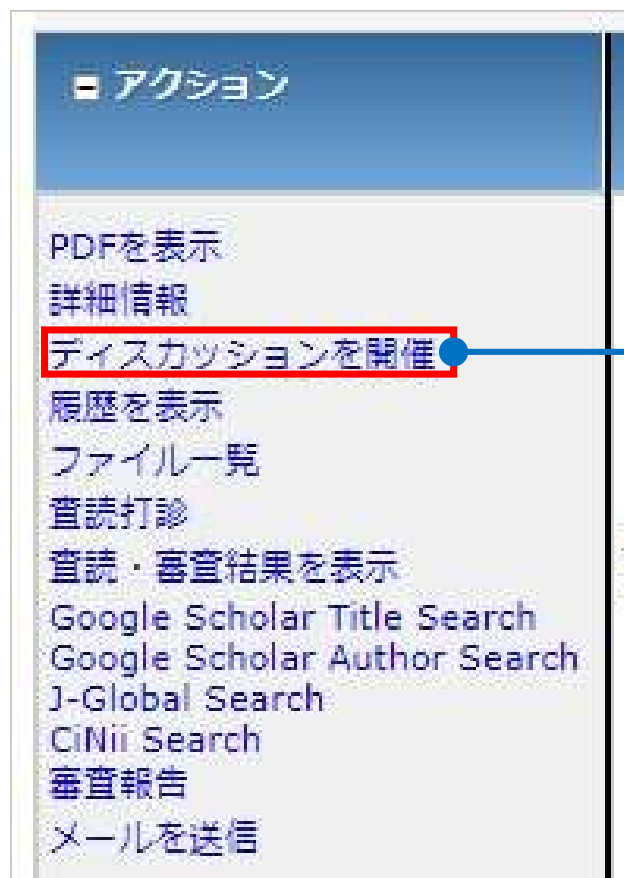 アクション
PDFを表示
詳細情報
ディスカッションを開催
履歴を表示
ファイル一覧
査読打診
査読・審査結果を表示
Google Scholar Title Search
Google Scholar Author Search
J-Global Search
CiNii Search
審査報告
メールを送信